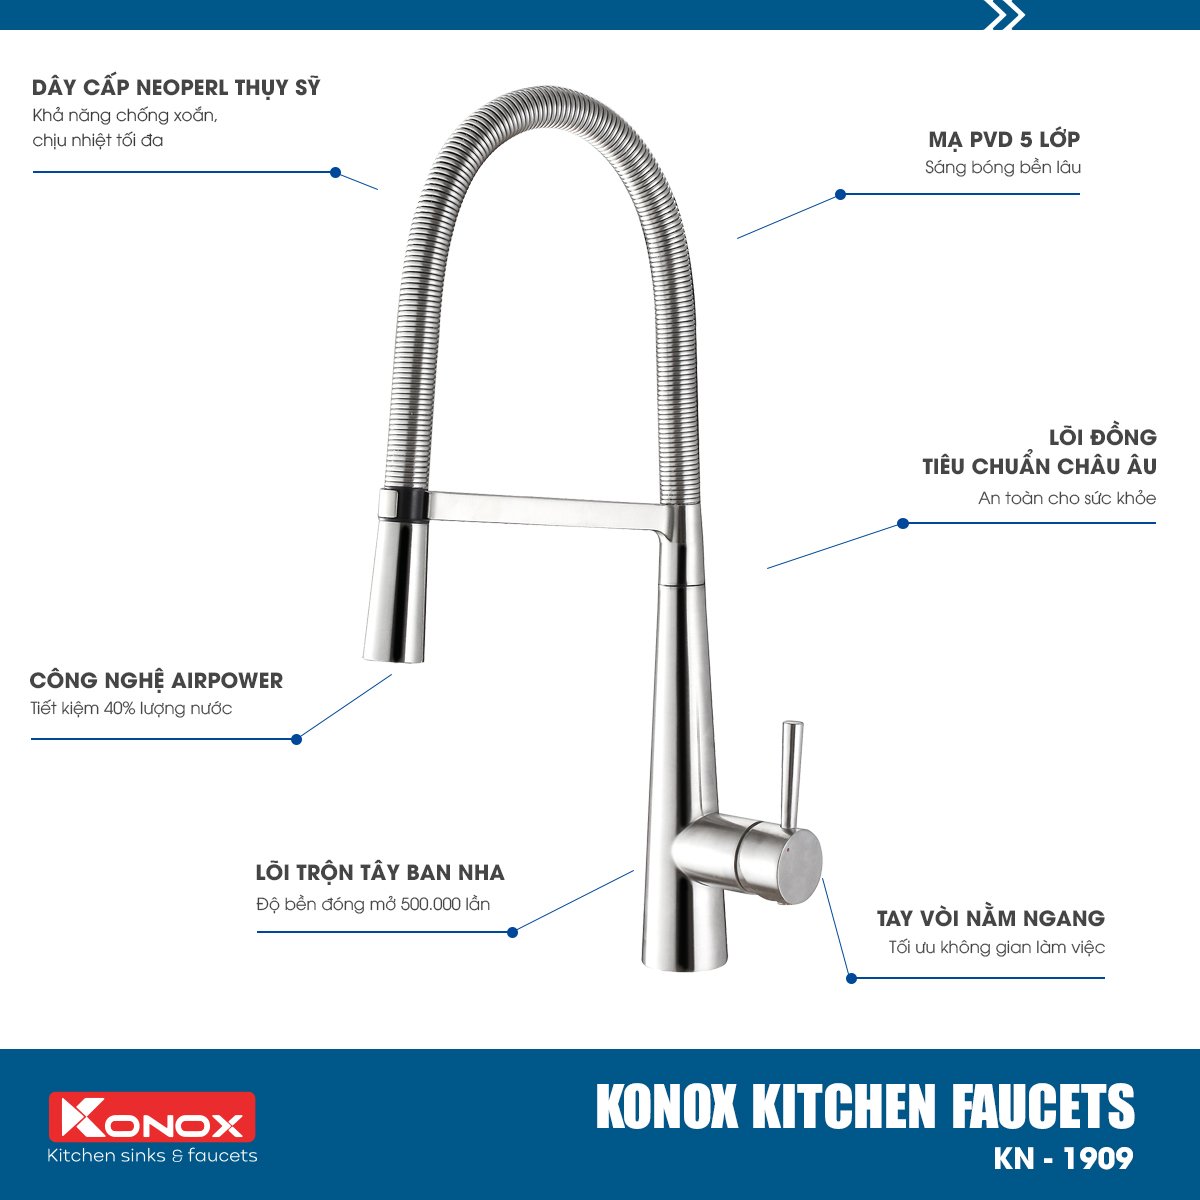 DÂY CẤP NEOPERL THỤY SỸ
Khả năng chống xoắn,
chịu nhiệt tối đa
MẠ PVD 5 LỚP
Sáng bóng bền lâu
LÕI ĐỒNG
TIÊU CHUẨN CHÂU ÂU
An toàn cho sức khỏe
CÔNG NGHỆ AIRPOWER
Tiết kiệm 40% lượng nước
LÕI TRỘN TÂY BAN NHA
Độ bền đóng mở 500.000 lần
TAY VÒI NẰM NGANG
Tối ưu không gian làm việc
KONOX
Kitchen sinks & faucets
KONOX KITCHEN FAUCETS
KN - 1909